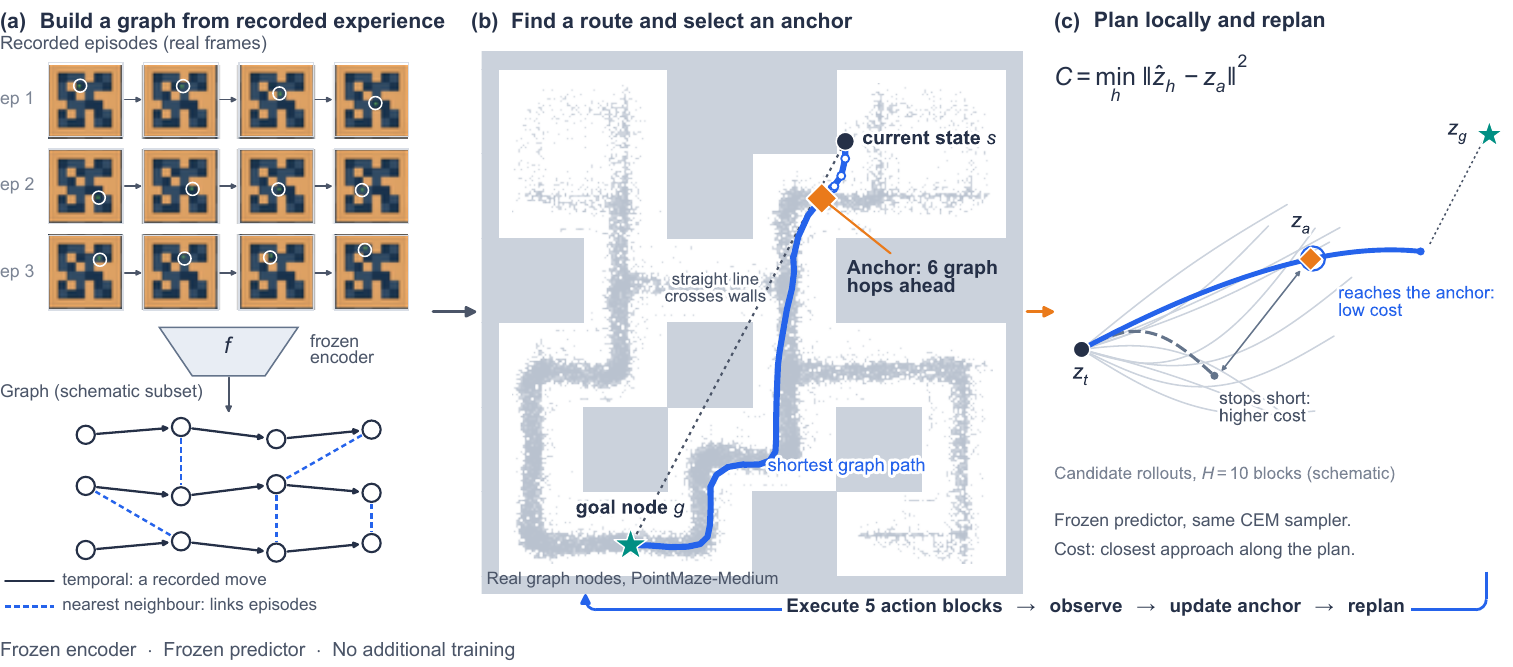 (a) Build a graph from recorded experience
Recorded episodes (real frames)
ep 1
ep 2
ep 3
f
frozen
encoder
Graph (schematic subset)
temporal: a recorded move
nearest neighbour: links episodes
Frozen encoder · Frozen predictor · No additional training
(b) Find a route and select an anchor
current state s
Anchor: 6 graph
hops ahead
straight line
crosses walls
shortest graph path
goal node g
Real graph nodes, PointMaze-Medium
(c) Plan locally and replan
C = min_h ‖ẑ_h − z_a‖²
z_g
z_a
reaches the anchor:
low cost
z_t
stops short:
higher cost
Candidate rollouts, H = 10 blocks (schematic)
Frozen predictor, same CEM sampler.
Cost: closest approach along the plan.
Execute 5 action blocks → observe → update anchor → replan